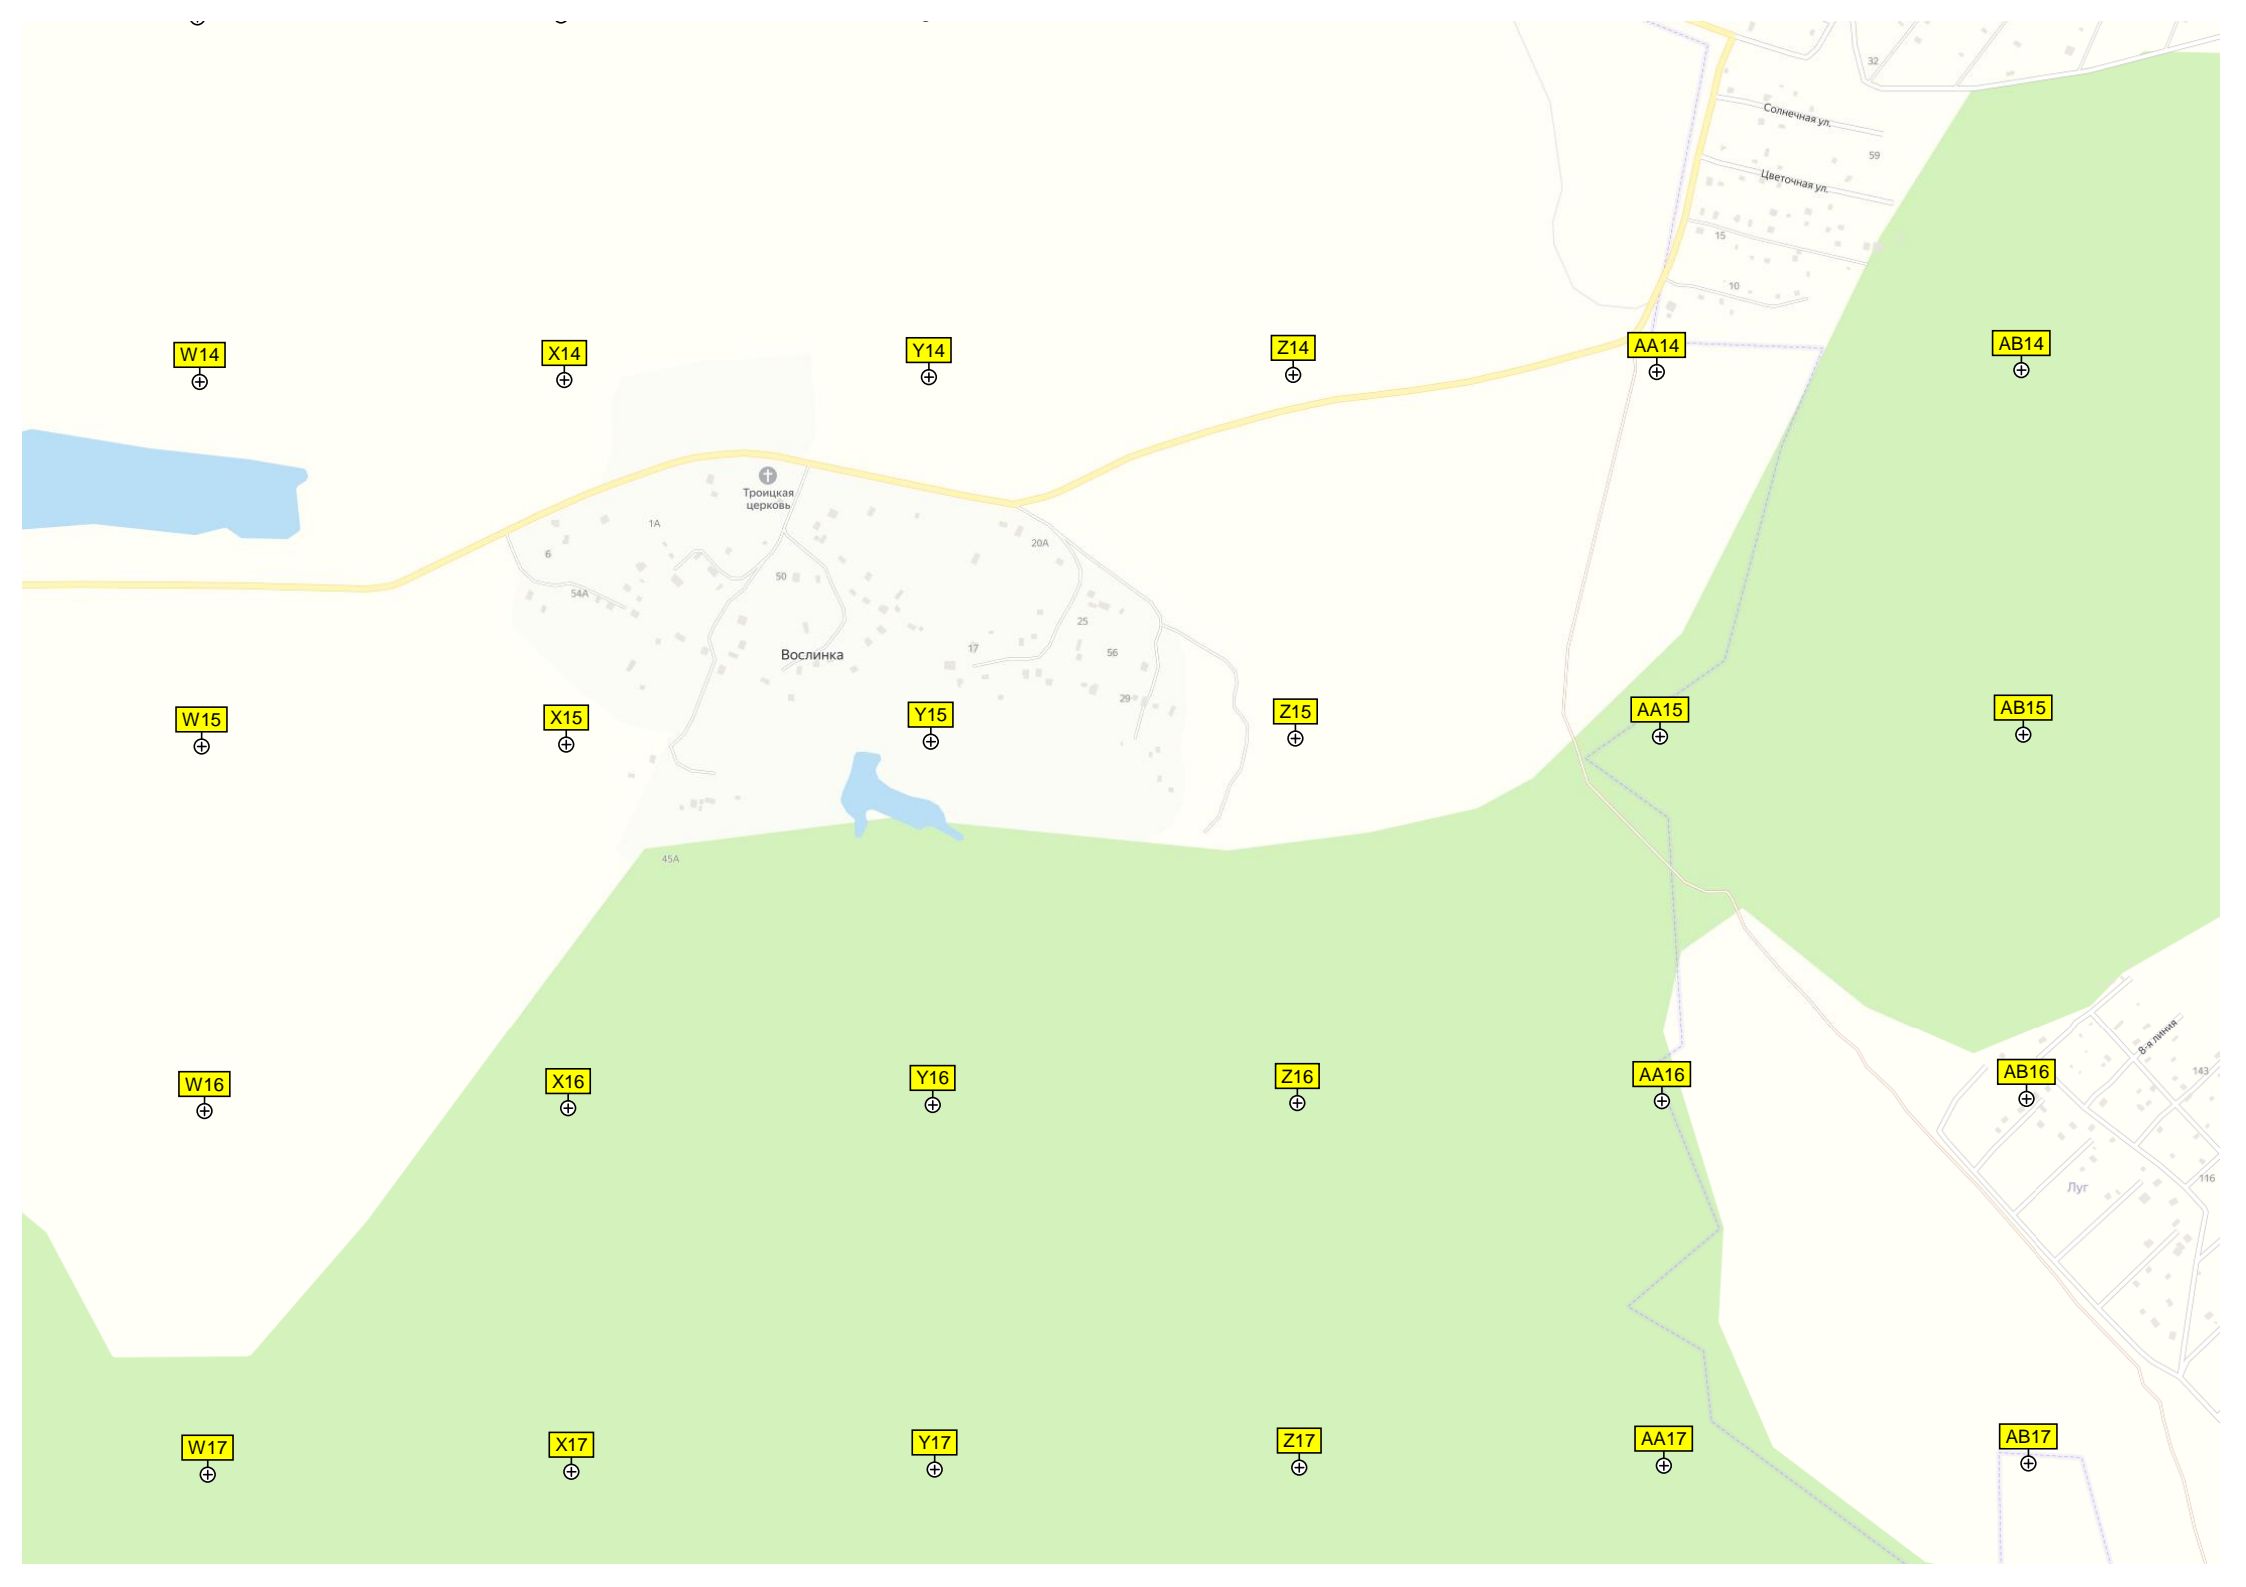 32
Солнечная ул.
59
Цветочная ул.
15
10
W14
X14
Y14
Z14
AA14
AB14
Троицкая
церковь
1А
6
20А
50
54А
25
17
56
Вослинка
29
W15
X15
Y15
Z15
AA15
AB15
45А
8-я линия
W16
X16
Y16
Z16
AA16
AB16
143
116
Луг
W17
X17
Y17
Z17
AA17
AB17